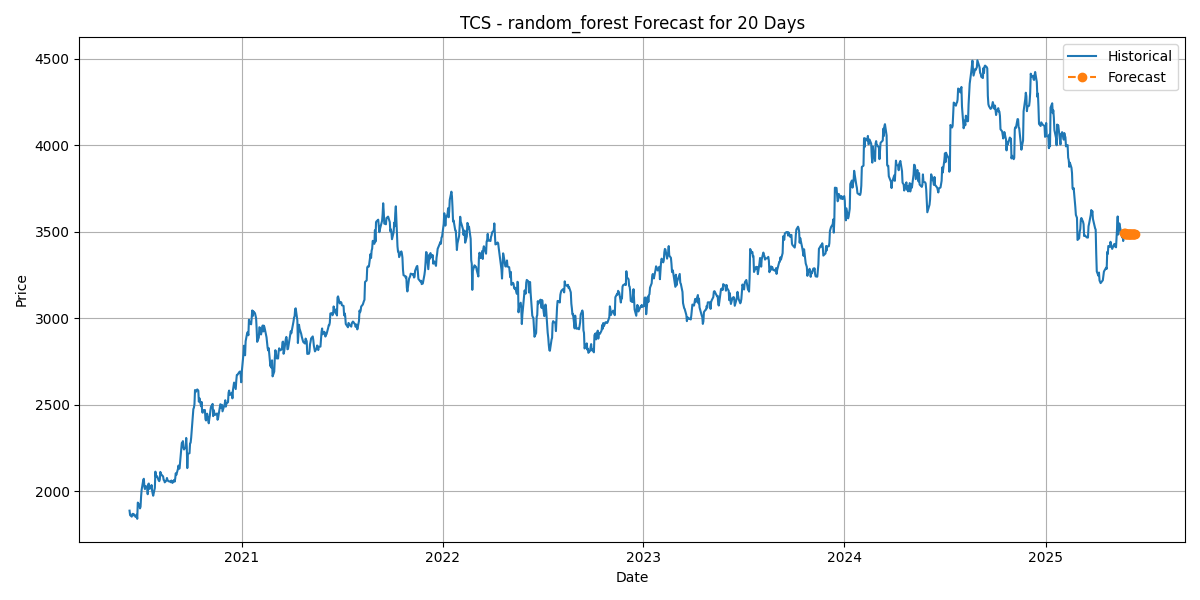 TCS - random_forest Forecast for 20 Days
Historical
Forecast
Price
4500
4000
3500
3000
2500
2000
2021 2022 2023 2024 2025
Date